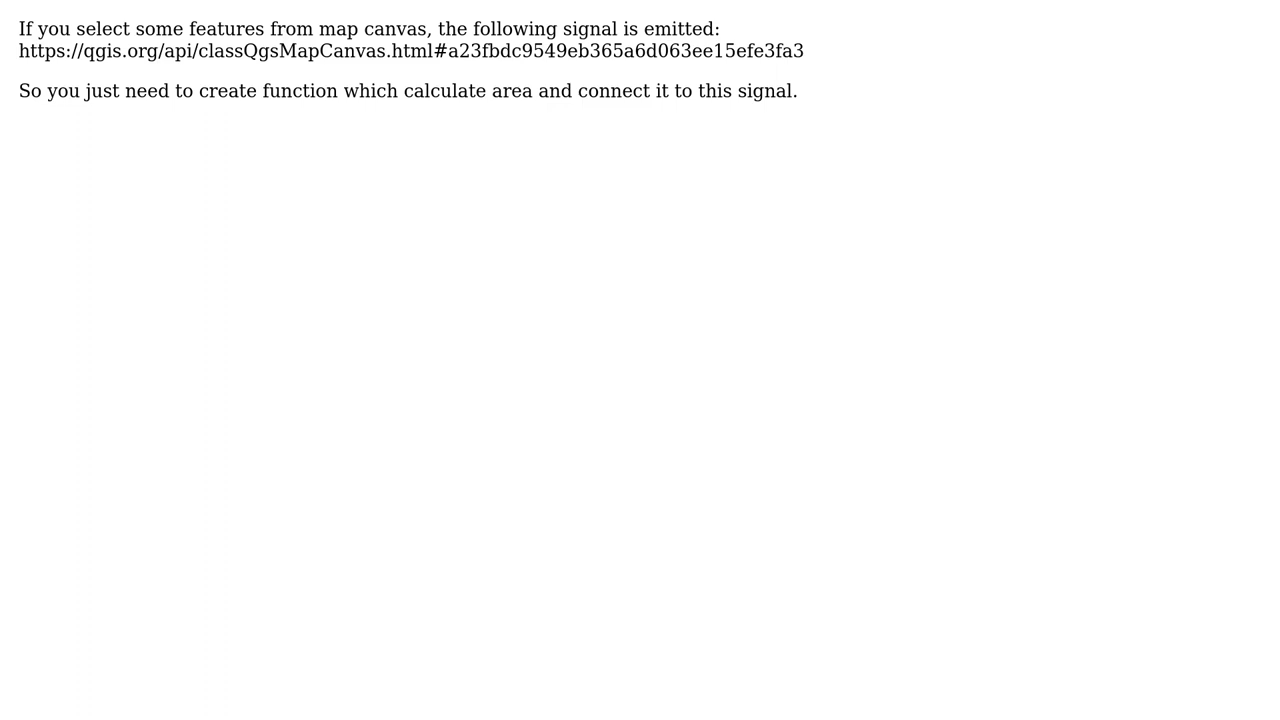 If you select some features from map canvas, the following signal is emitted:
https://qgis.org/api/classQgsMapCanvas.html#a23fbdc9549eb365a6d063ee15efe3fa3
So you just need to create function which calculate area and connect it to this signal.